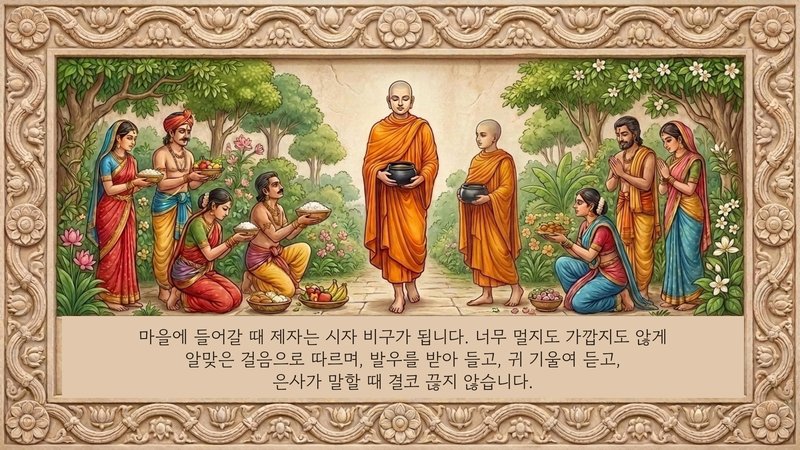 마을에 들어갈 때 제자는 시자 비구가 됩니다. 너무 멀지도 가깝지도 않게
알맞은 걸음으로 따르며, 발우를 받아 들고, 귀 기울여 듣고,
은사가 말할 때 결코 끊지 않습니다.